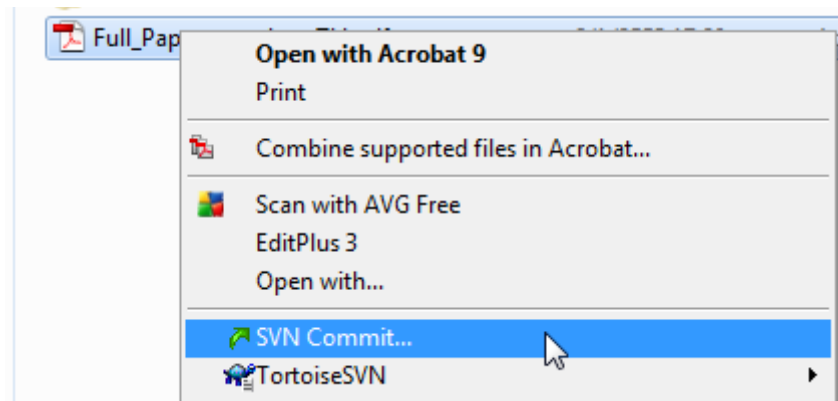 Full_Pap
Open with Acrobat 9
Print
Combine supported files in Acrobat...
Scan with AVG Free
EditPlus 3
Open with...
SVN Commit...
TortoiseSVN